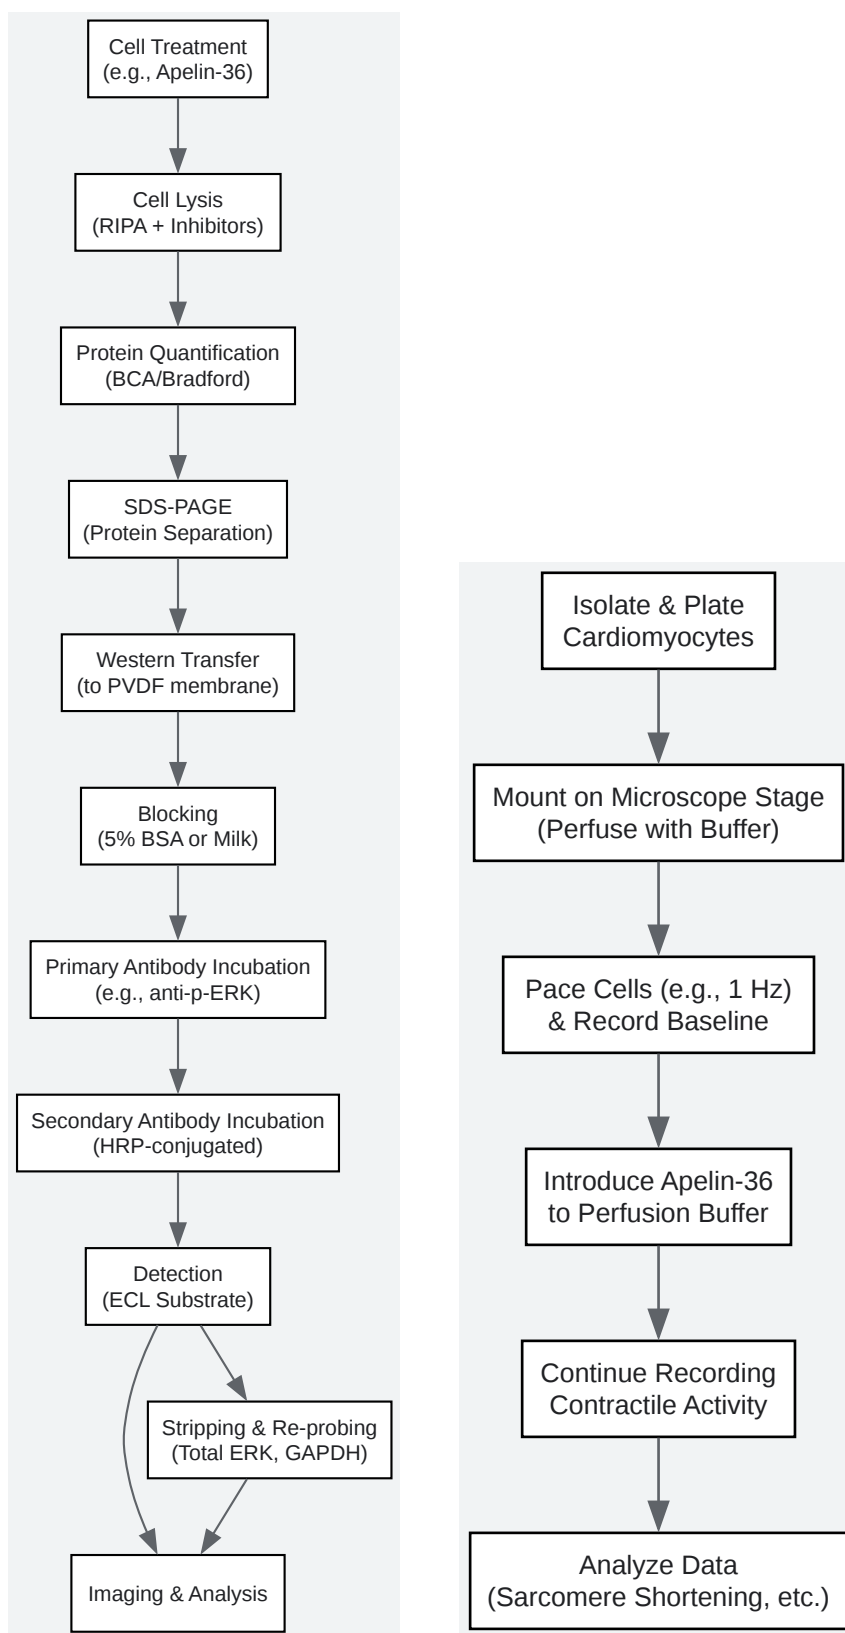 Cell Treatment
(e.g., Apelin-36)
Cell Lysis
(RIPA + Inhibitors)
Protein Quantification
(BCA/Bradford)
SDS-PAGE
(Protein Separation)
Western Transfer
(to PVDF membrane)
Blocking
(5% BSA or Milk)
Primary Antibody Incubation
(e.g., anti-p-ERK)
Secondary Antibody Incubation
(HRP-conjugated)
Detection
(ECL Substrate)
Stripping & Re-probing
(Total ERK, GAPDH)
Imaging & Analysis
Isolate & Plate
Cardiomyocytes
Mount on Microscope Stage
(Perfuse with Buffer)
Pace Cells (e.g., 1 Hz)
& Record Baseline
Introduce Apelin-36
to Perfusion Buffer
Continue Recording
Contractile Activity
Analyze Data
(Sarcomere Shortening, etc.)